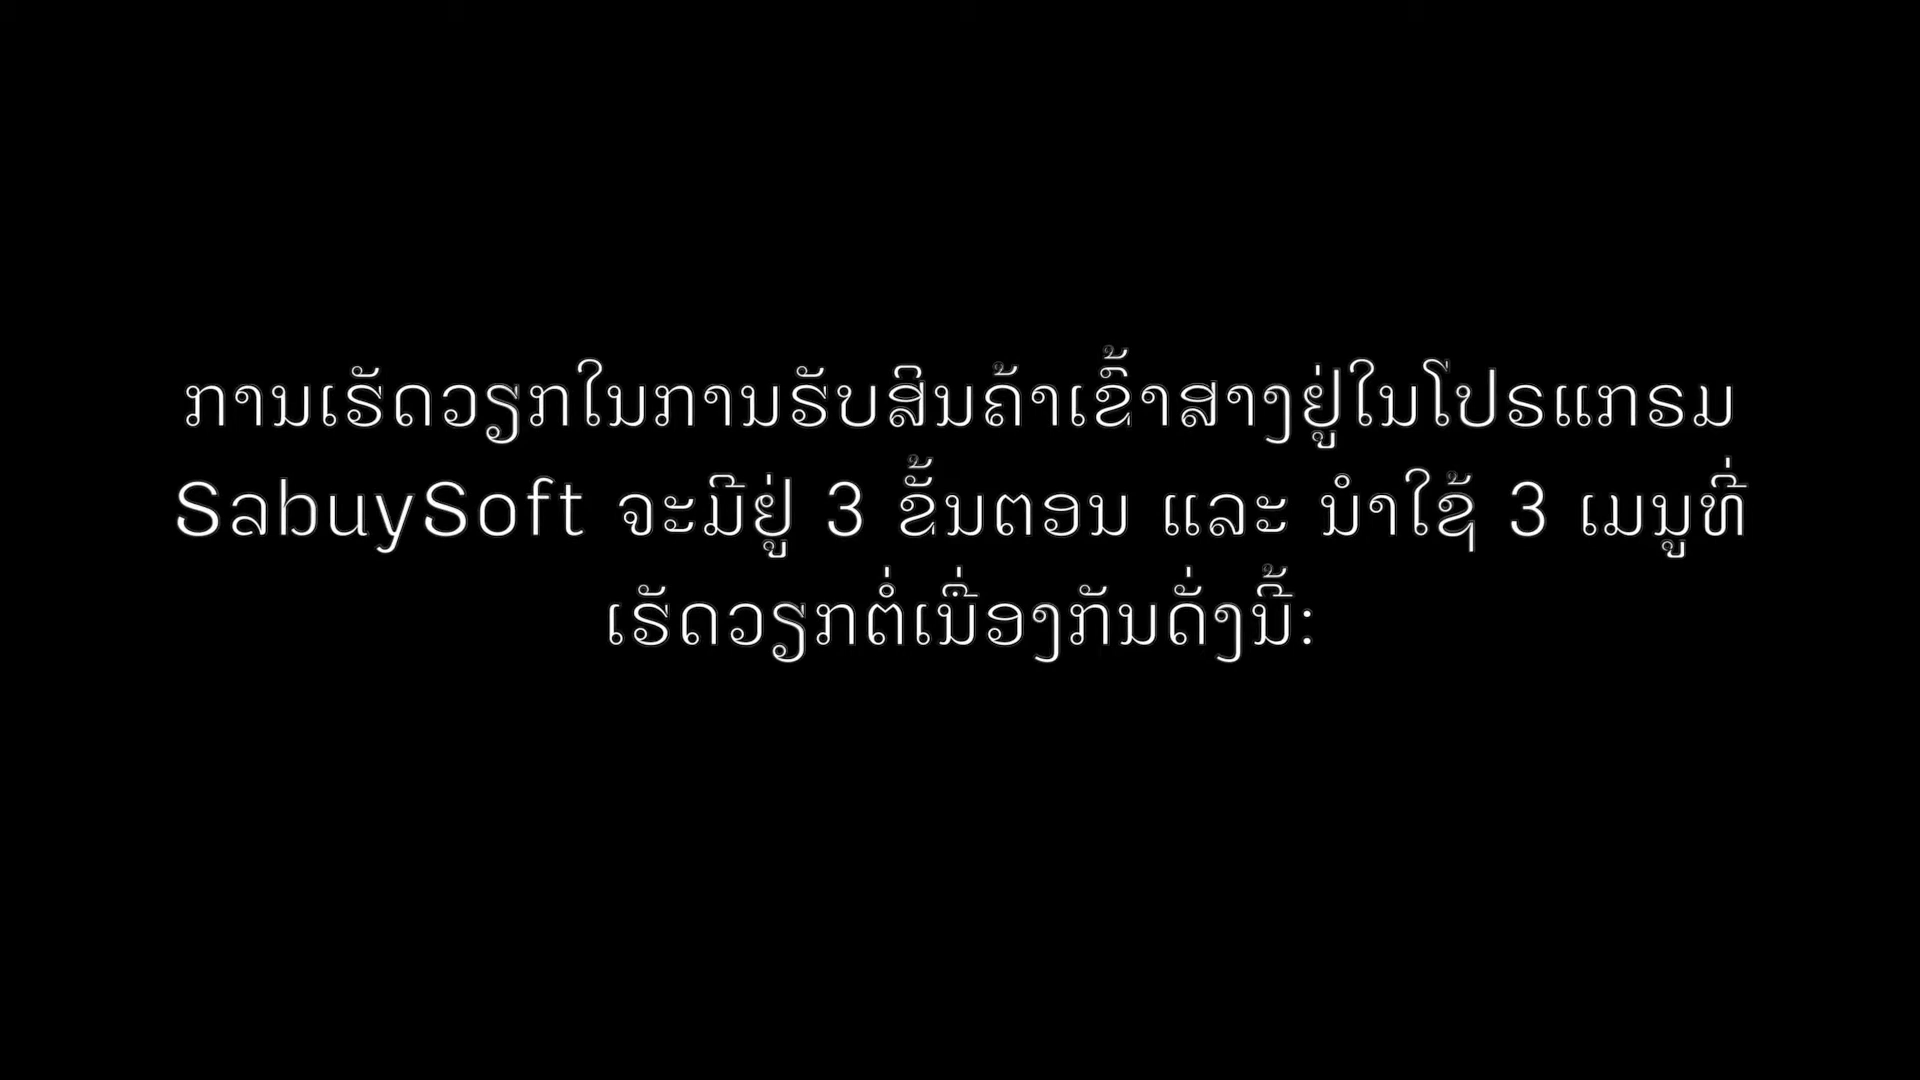 ການເຮັດວຽກໃນການຮັບສິນຄ້າເຂົ້າສາງຢູ່ໃນໂປຣແກຣມ
SabuySoft ຈະມີຢູ່ 3 ຂັ້ນຕອນ ແລະ ນຳໃຊ້ 3 ເມນູທີ່
ເຮັດວຽກຕໍ່ເນື່ອງກັນດັ່ງນີ້: